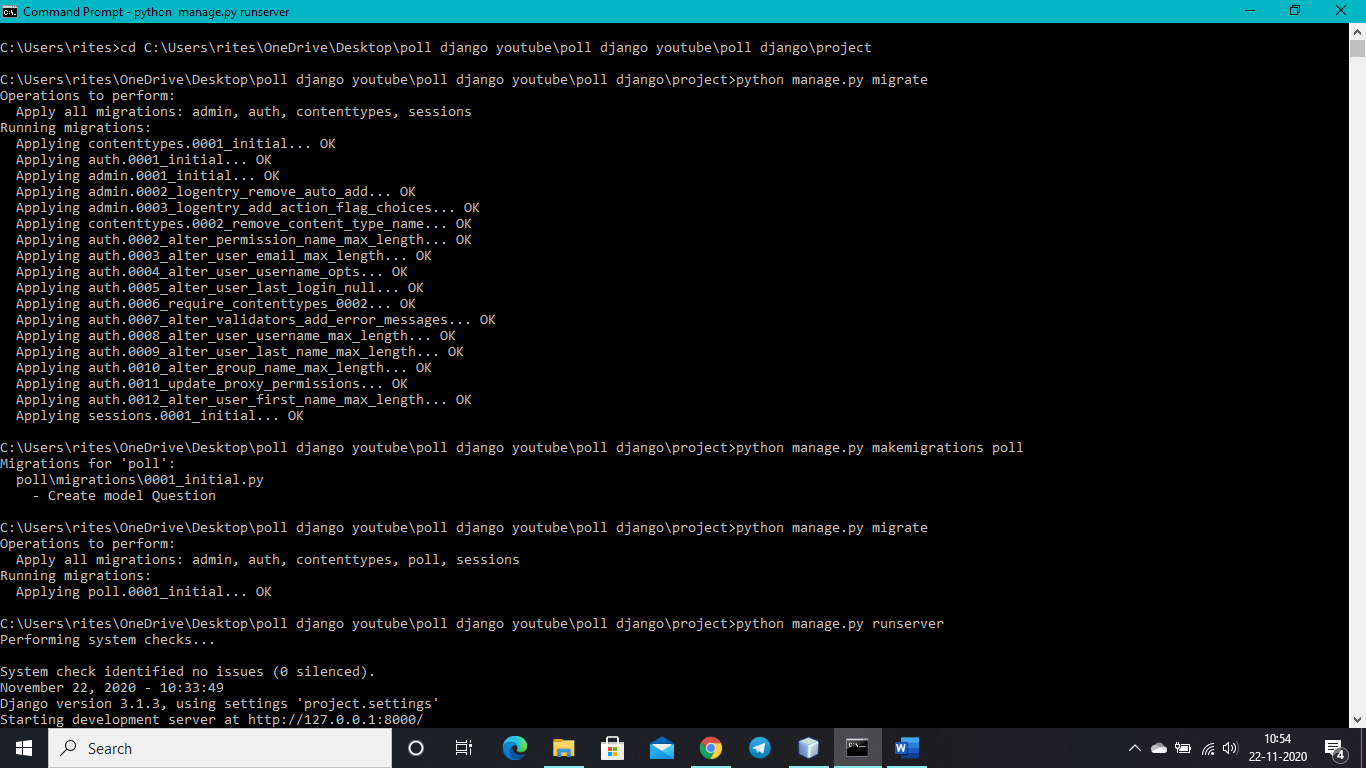 Command Prompt - python  manage.py runserver
C:\Users\rites>cd C:\Users\rites\OneDrive\Desktop\poll django youtube\poll django youtube\poll django\project
C:\Users\rites\OneDrive\Desktop\poll django youtube\poll django youtube\poll django\project>python manage.py migrate
Operations to perform:
  Apply all migrations: admin, auth, contenttypes, sessions
Running migrations:
  Applying contenttypes.0001_initial... OK
  Applying auth.0001_initial... OK
  Applying admin.0001_initial... OK
  Applying admin.0002_logentry_remove_auto_add... OK
  Applying admin.0003_logentry_add_action_flag_choices... OK
  Applying contenttypes.0002_remove_content_type_name... OK
  Applying auth.0002_alter_permission_name_max_length... OK
  Applying auth.0003_alter_user_email_max_length... OK
  Applying auth.0004_alter_user_username_opts... OK
  Applying auth.0005_alter_user_last_login_null... OK
  Applying auth.0006_require_contenttypes_0002... OK
  Applying auth.0007_alter_validators_add_error_messages... OK
  Applying auth.0008_alter_user_username_max_length... OK
  Applying auth.0009_alter_user_last_name_max_length... OK
  Applying auth.0010_alter_group_name_max_length... OK
  Applying auth.0011_update_proxy_permissions... OK
  Applying auth.0012_alter_user_first_name_max_length... OK
  Applying sessions.0001_initial... OK
C:\Users\rites\OneDrive\Desktop\poll django youtube\poll django youtube\poll django\project>python manage.py makemigrations poll
Migrations for 'poll':
  poll\migrations\0001_initial.py
    - Create model Question
C:\Users\rites\OneDrive\Desktop\poll django youtube\poll django youtube\poll django\project>python manage.py migrate
Operations to perform:
  Apply all migrations: admin, auth, contenttypes, poll, sessions
Running migrations:
  Applying poll.0001_initial... OK
C:\Users\rites\OneDrive\Desktop\poll django youtube\poll django youtube\poll django\project>python manage.py runserver
Performing system checks...
System check identified no issues (0 silenced).
November 22, 2020 - 10:33:49
Django version 3.1.3, using settings 'project.settings'
Starting development server at http://127.0.0.1:8000/
Search
10:54
22-11-2020
4